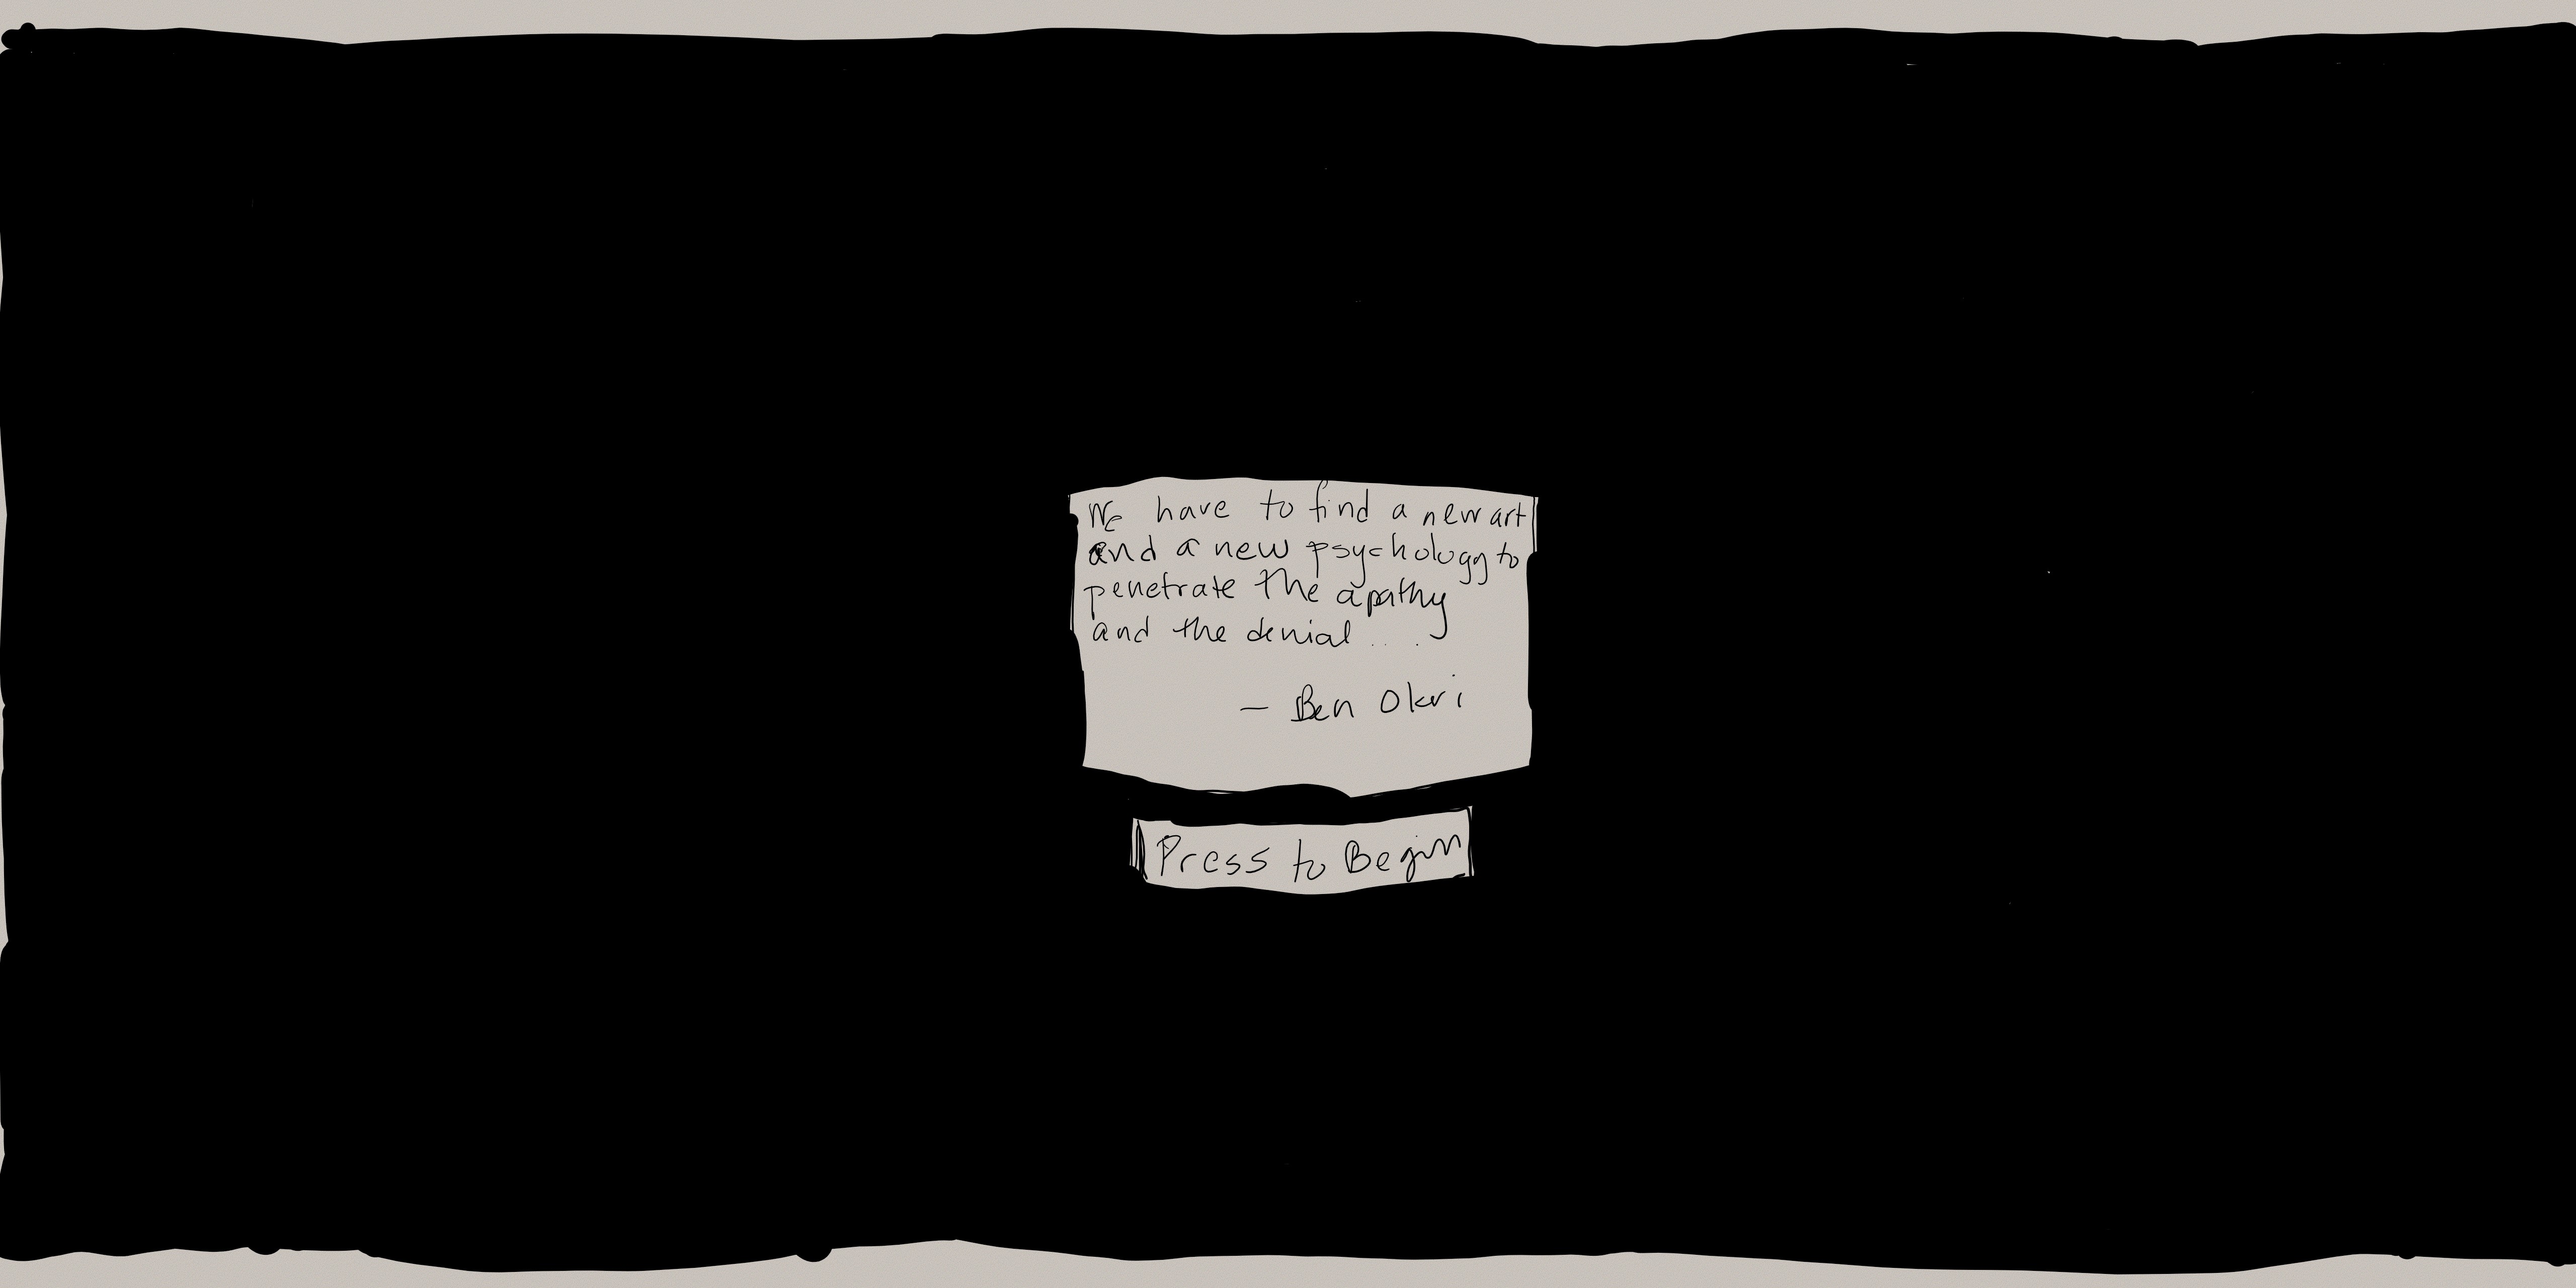 We have to find a new art
and a new psychology to
penetrate the apathy
and the denial....
– Ben Okri
Press to Begin